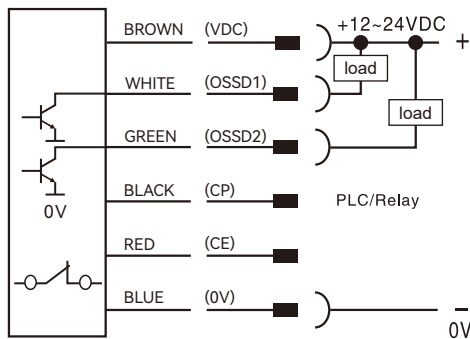 BROWN (VDC) +12~24VDC +
WHITE (OSSD1) load
load
GREEN (OSSD2)
0V
BLACK (CP) PLC/Relay
RED (CE)
BLUE (0V) −
0V